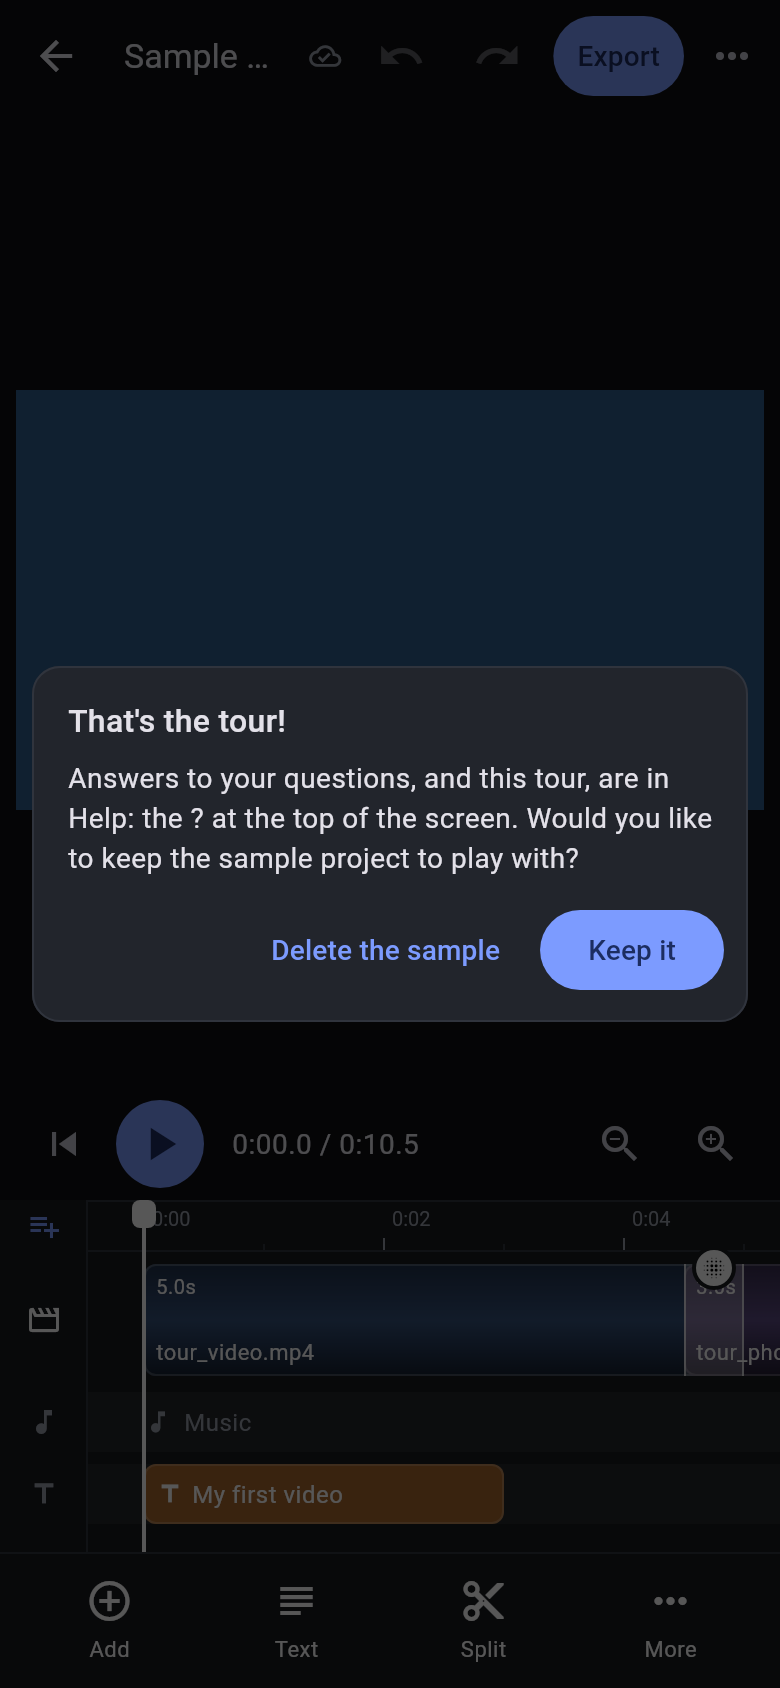 Sample ...
Export
That's the tour!
Answers to your questions, and this tour, are in
Help: the ? at the top of the screen. Would you like
to keep the sample project to play with?
Delete the sample
Keep it
0:00.0 / 0:10.5
0:00
0:02
0:04
5.0s
tour_video.mp4
tour_pho
Music
T
T My first video
Add
Text
Split
More